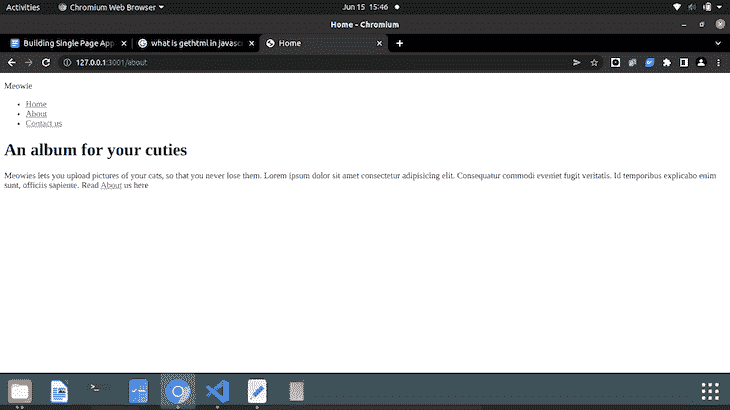 Activities Chromium Web Browser Jun 15 15:46
Home - Chromium
Building Single Page App what is gethtml in javasc Home
127.0.0.1:3001/about
Meowie
Home
About
Contact us
An album for your cuties
Meowies lets you upload pictures of your cats, so that you never lose them. Lorem ipsum dolor sit amet consectetur adipisicing elit. Consequatur commodi eveniet fugit veritatis. Id temporibus explicabo enim
sunt, officiis sapiente. Read About us here